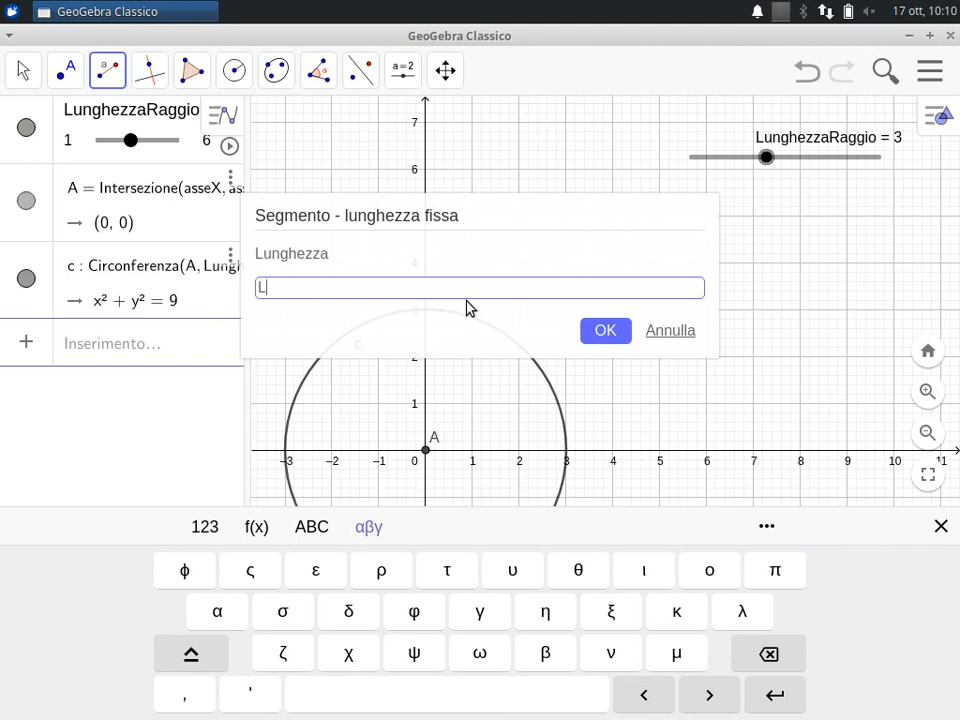 GeoGebra Classico
17 ott, 10:10
GeoGebra Classico
A
a
a
a = 2
LunghezzaRaggio
1
6
A = Intersezione(asseX, as
→ (0, 0)
c : Circonferenza(A, Lungh
→ x² + y² = 9
+ Inserimento…
LunghezzaRaggio = 3
Segmento - lunghezza fissa
Lunghezza
L
OK
Annulla
7
6
4
3
2
1
c
A
–3 –2 –1 0 1 2 3 4 5 6 7 8 9 10 11
123 f(x) ABC αβγ •••
ϕ ς ε ρ τ υ θ ι ο π
α σ δ φ γ η ξ κ λ
ζ χ ψ ω β ν μ
, ' < >